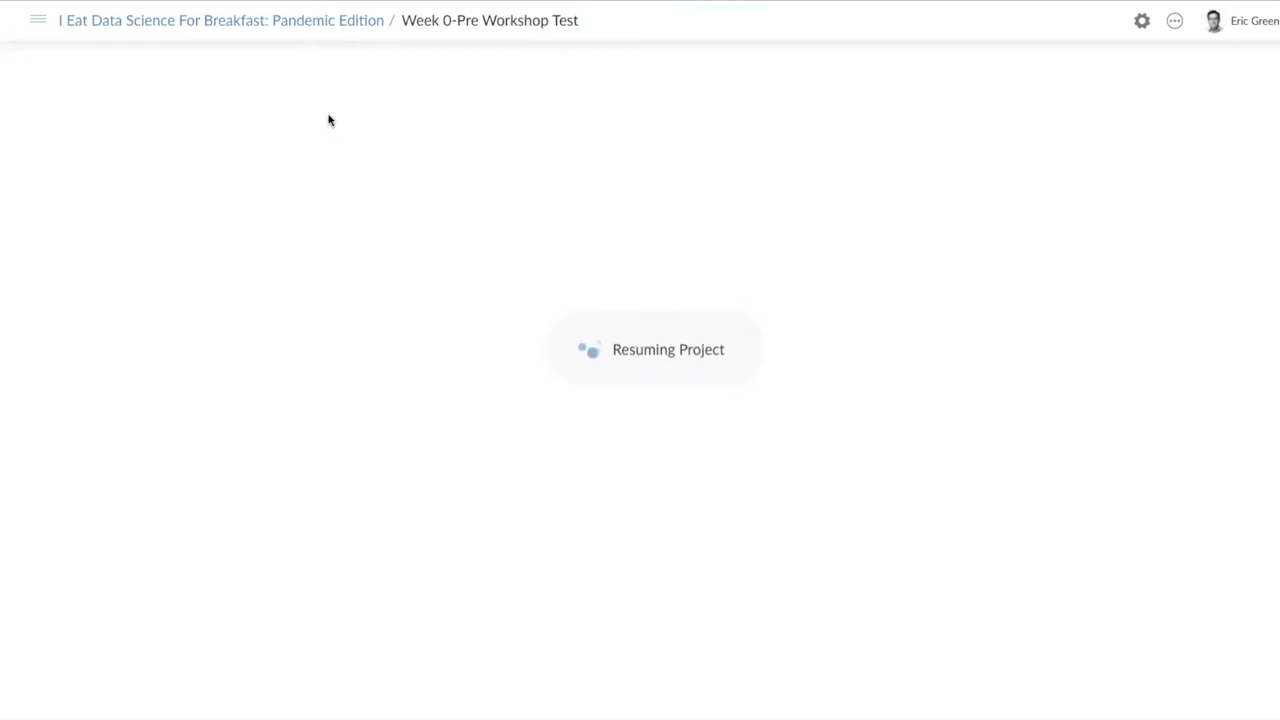 I Eat Data Science For Breakfast: Pandemic Edition / Week 0-Pre Workshop Test
Eric Green
Resuming Project